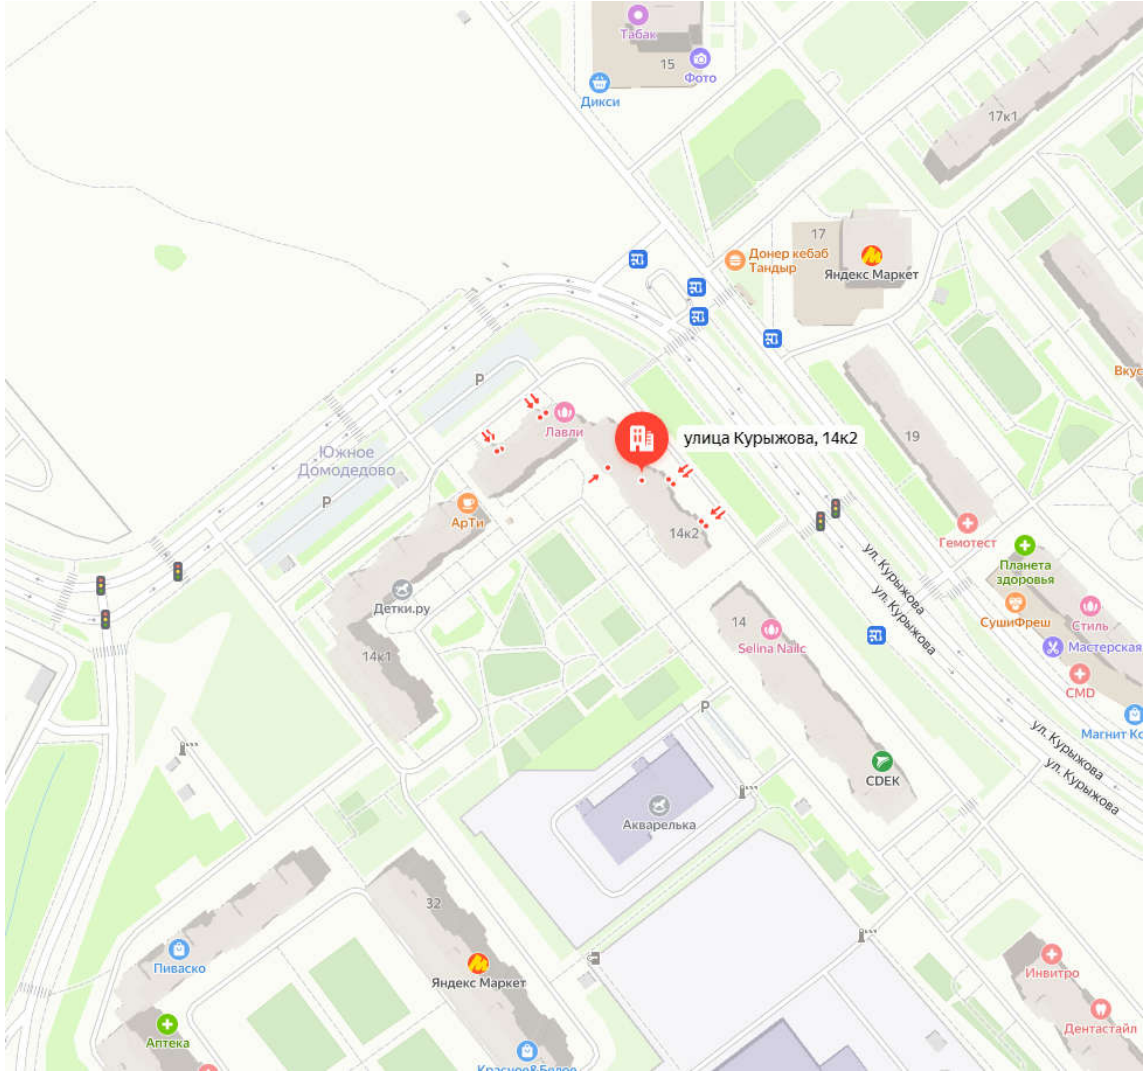 Табак
15
Фото
Дикси
17к1
17
Донер кебаб
Тандыр
Яндекс Маркет
P
Лавли
улица Курыжова, 14к2
Вкус
19
Южное
Домодедово
P
АрТи
14к2
Гемотест
ул. Курыжова
ул. Курыжова
Планета
здоровья
Детки.ру
СушиФреш
Стиль
14
Selina Nailc
14к1
Мастерская
CMD
P
Магнит Ко
ул. Курыжова
ул. Курыжова
CDEK
Акварелька
32
Пиваско
Яндекс Маркет
Инвитро
Аптека
Дентастайл
Красное&Белое